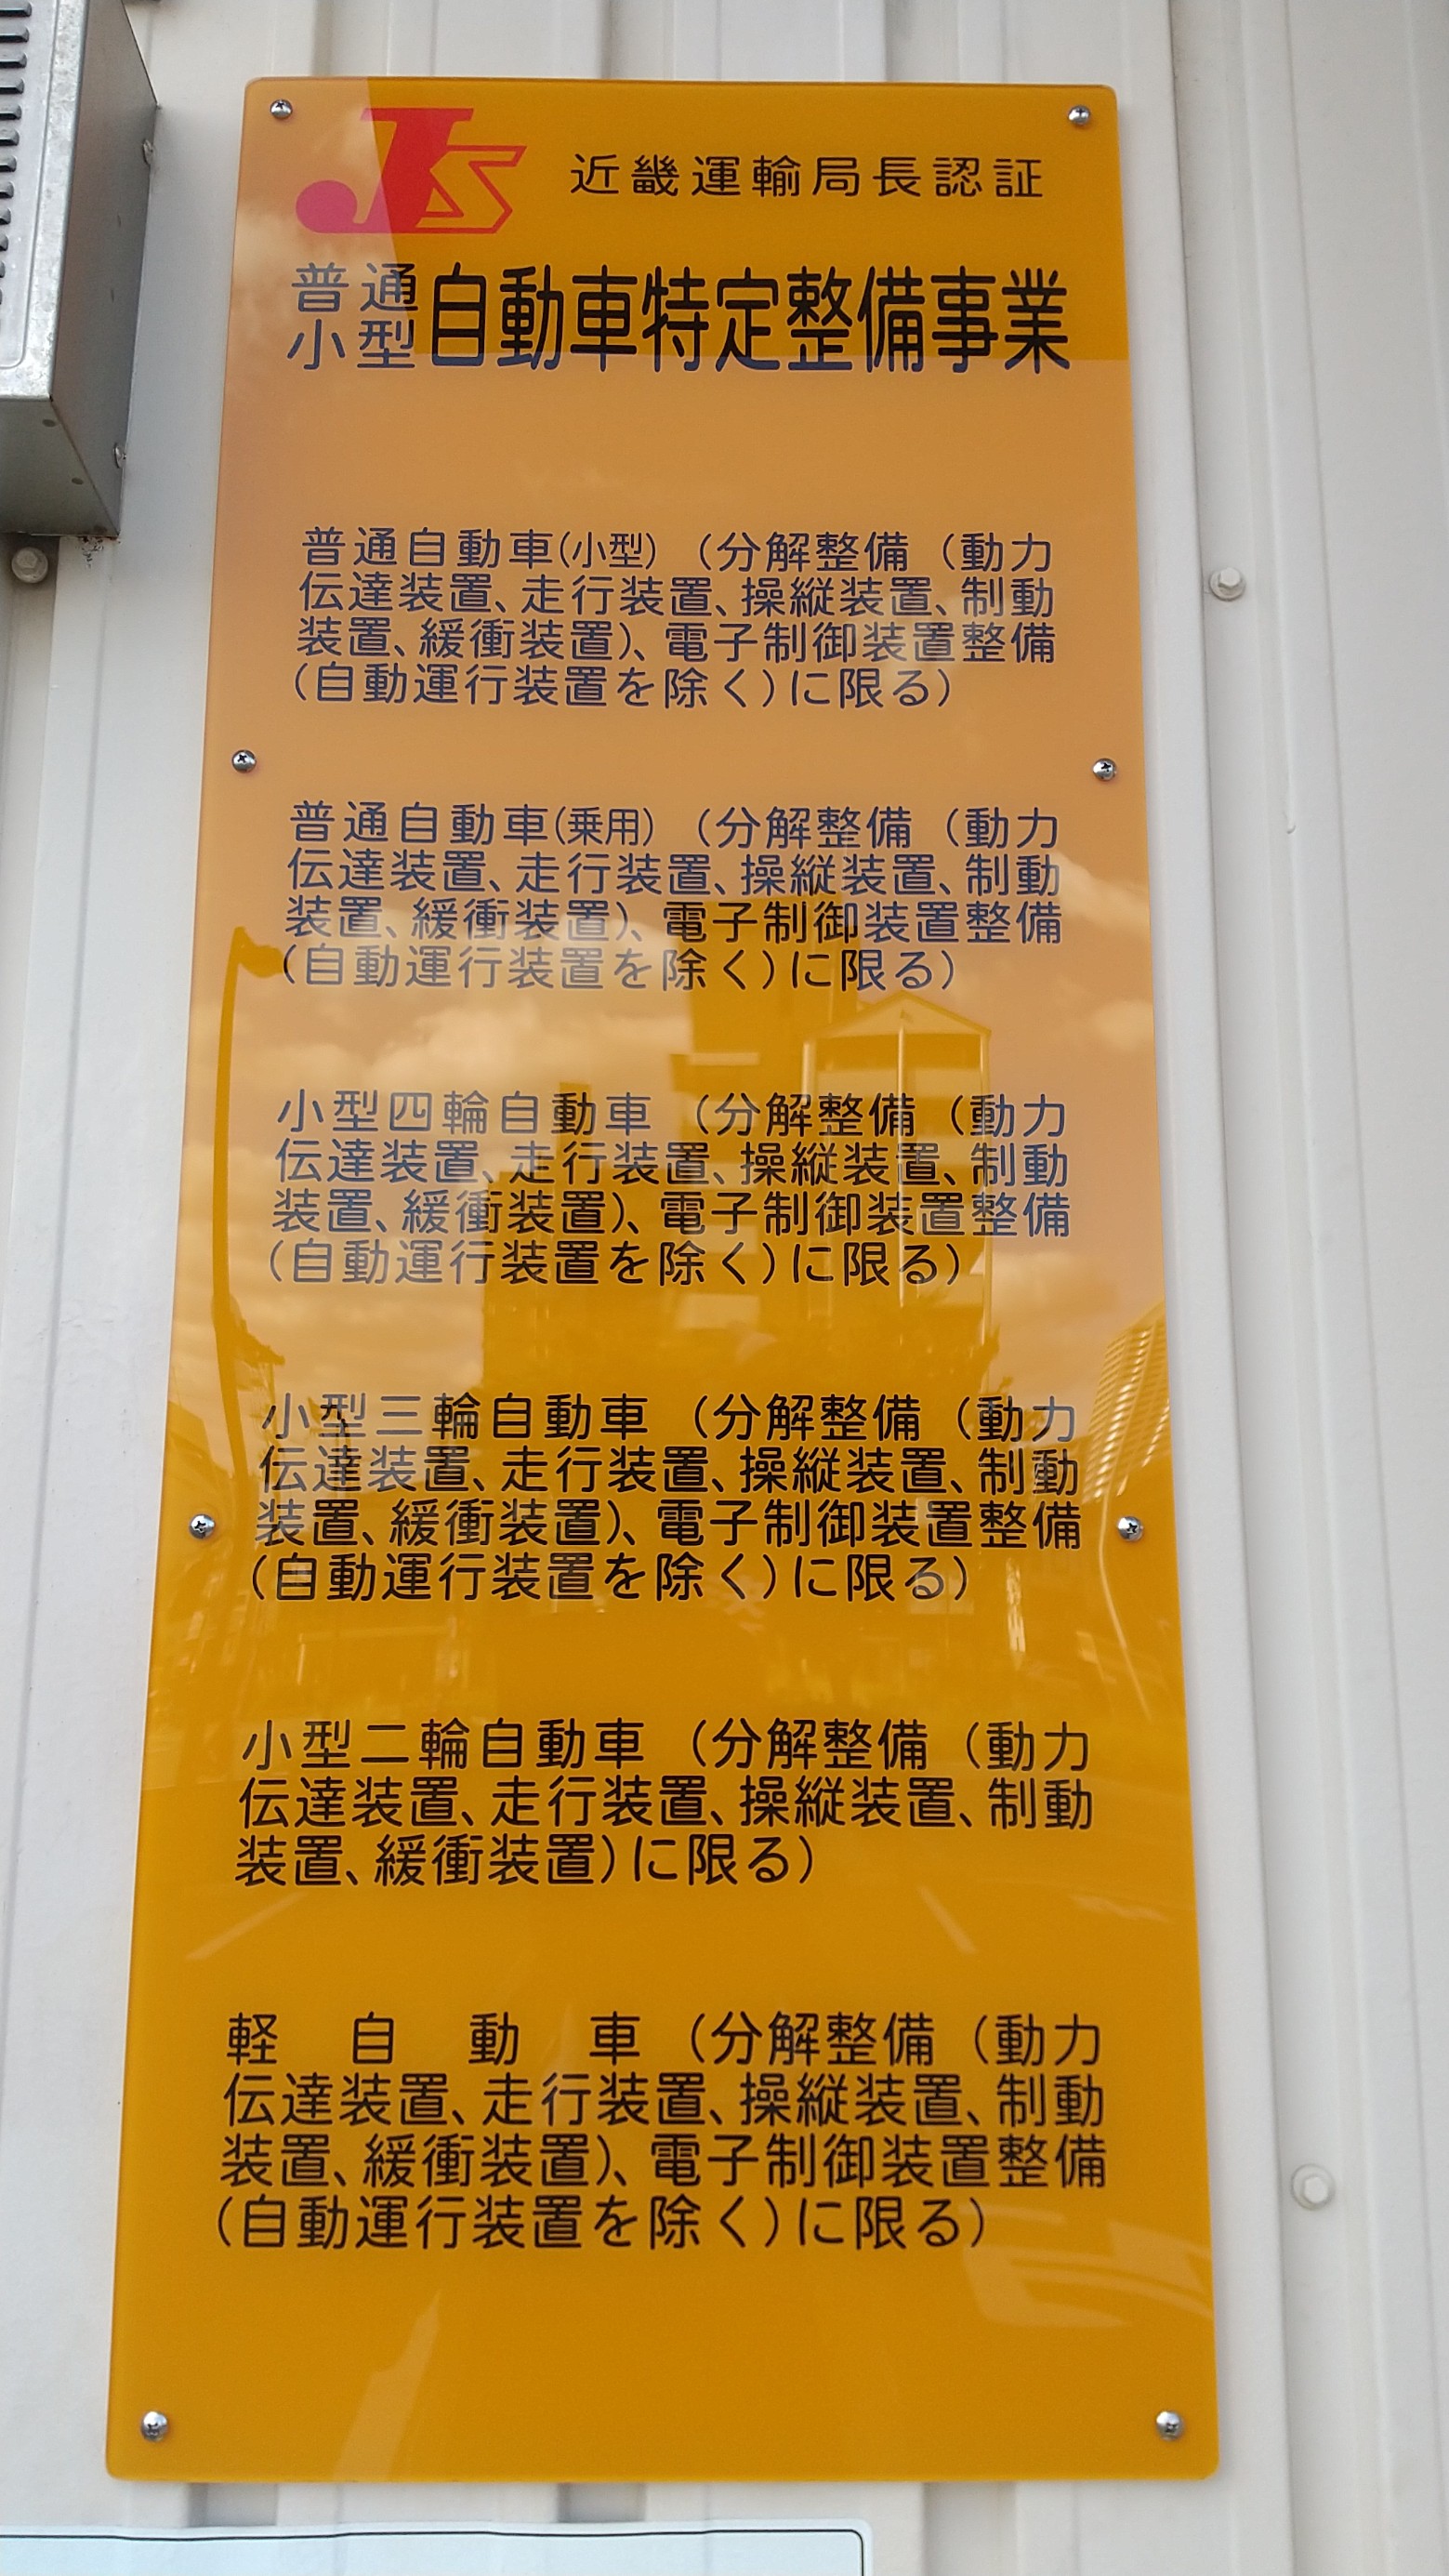 JS 近畿運輸局長認証
普通
小型
自動車特定整備事業
普通自動車(小型)（分解整備（動力
伝達装置、走行装置、操縦装置、制動
装置、緩衝装置）、電子制御装置整備
（自動運行装置を除く）に限る）
普通自動車(乗用)（分解整備（動力
伝達装置、走行装置、操縦装置、制動
装置、緩衝装置）、電子制御装置整備
（自動運行装置を除く）に限る）
小型四輪自動車（分解整備（動力
伝達装置、走行装置、操縦装置、制動
装置、緩衝装置）、電子制御装置整備
（自動運行装置を除く）に限る）
小型三輪自動車（分解整備（動力
伝達装置、走行装置、操縦装置、制動
装置、緩衝装置）、電子制御装置整備
（自動運行装置を除く）に限る）
小型二輪自動車（分解整備（動力
伝達装置、走行装置、操縦装置、制動
装置、緩衝装置）に限る）
軽自動車（分解整備（動力
伝達装置、走行装置、操縦装置、制動
装置、緩衝装置）、電子制御装置整備
（自動運行装置を除く）に限る）